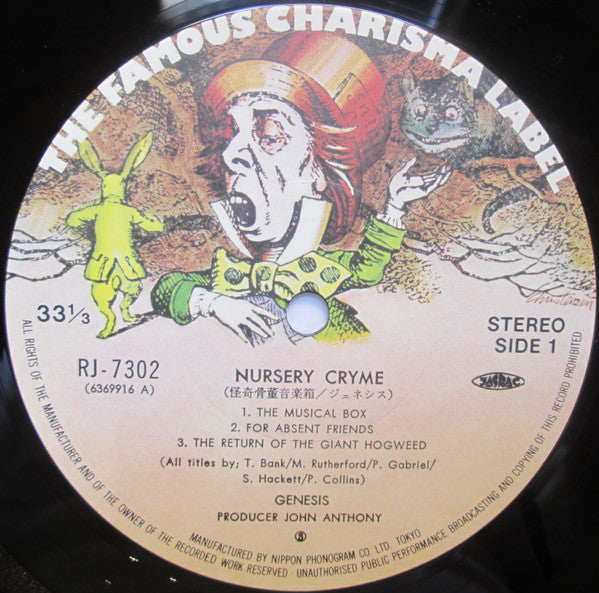 THE FAMOUS CHARISMA LABEL
Christenzen
33⅓
STEREO
SIDE 1
RJ-7302
(6369916 A)
NURSERY CRYME
(怪奇骨董音楽箱/ジェネシス)
1. THE MUSICAL BOX
2. FOR ABSENT FRIENDS
3. THE RETURN OF THE GIANT HOGWEED
(All titles by; T. Bank/M. Rutherford/P. Gabriel/
S. Hackett/P. Collins)
GENESIS
PRODUCER JOHN ANTHONY
JASRAC
ALL RIGHTS OF THE MANUFACTURER AND OF THE OWNER OF THE RECORDED WORK RESERVED · UNAUTHORISED PUBLIC PERFORMANCE BROADCASTING AND COPYING OF THIS RECORD PROHIBITED
MANUFACTURED BY NIPPON PHONOGRAM CO. LTD. TOKYO